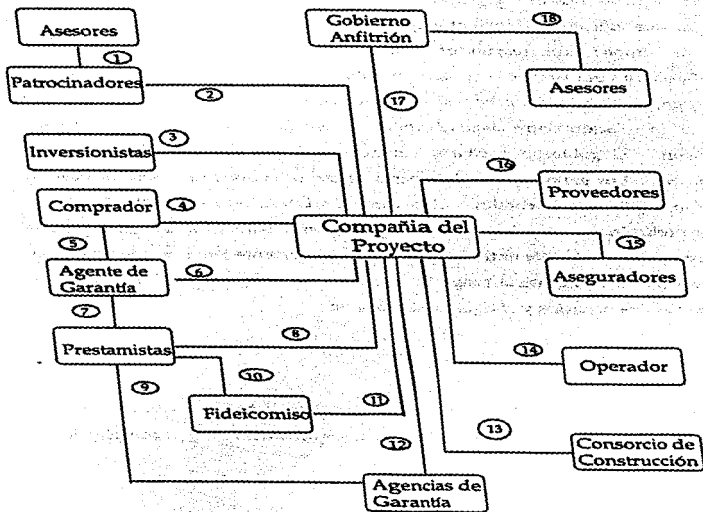 Asesores
1
Patrocinadores
2
Inversionistas
3
Comprador
4
5
Agente de
Garantía
6
7
Prestamistas
8
9
10
Fideicomiso
11
12
Agencias de
Garantía
Compañia del
Proyecto
Gobierno
Anfitrión
18
Asesores
17
16
Proveedores
15
Aseguradores
14
Operador
13
Consorcio de
Construcción